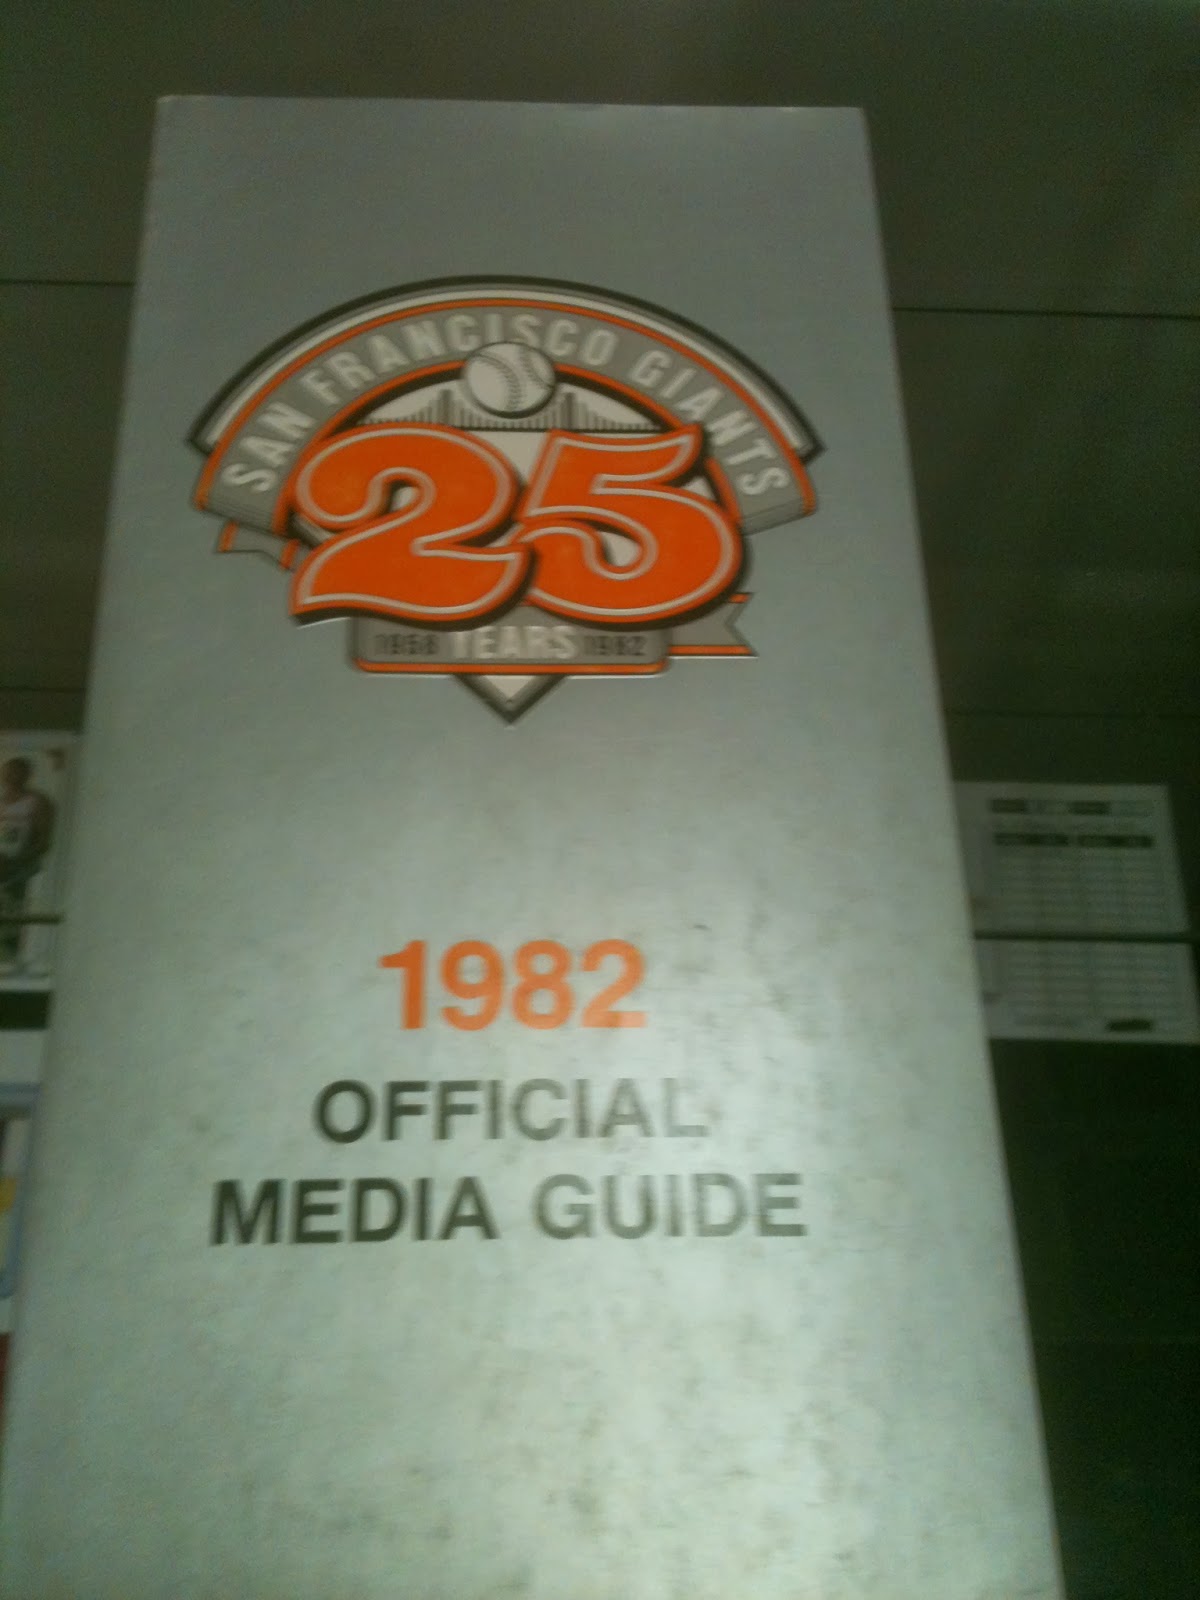 SAN FRANCISCO GIANTS
25
1958 YEARS 1982
1982
OFFICIAL
MEDIA GUIDE